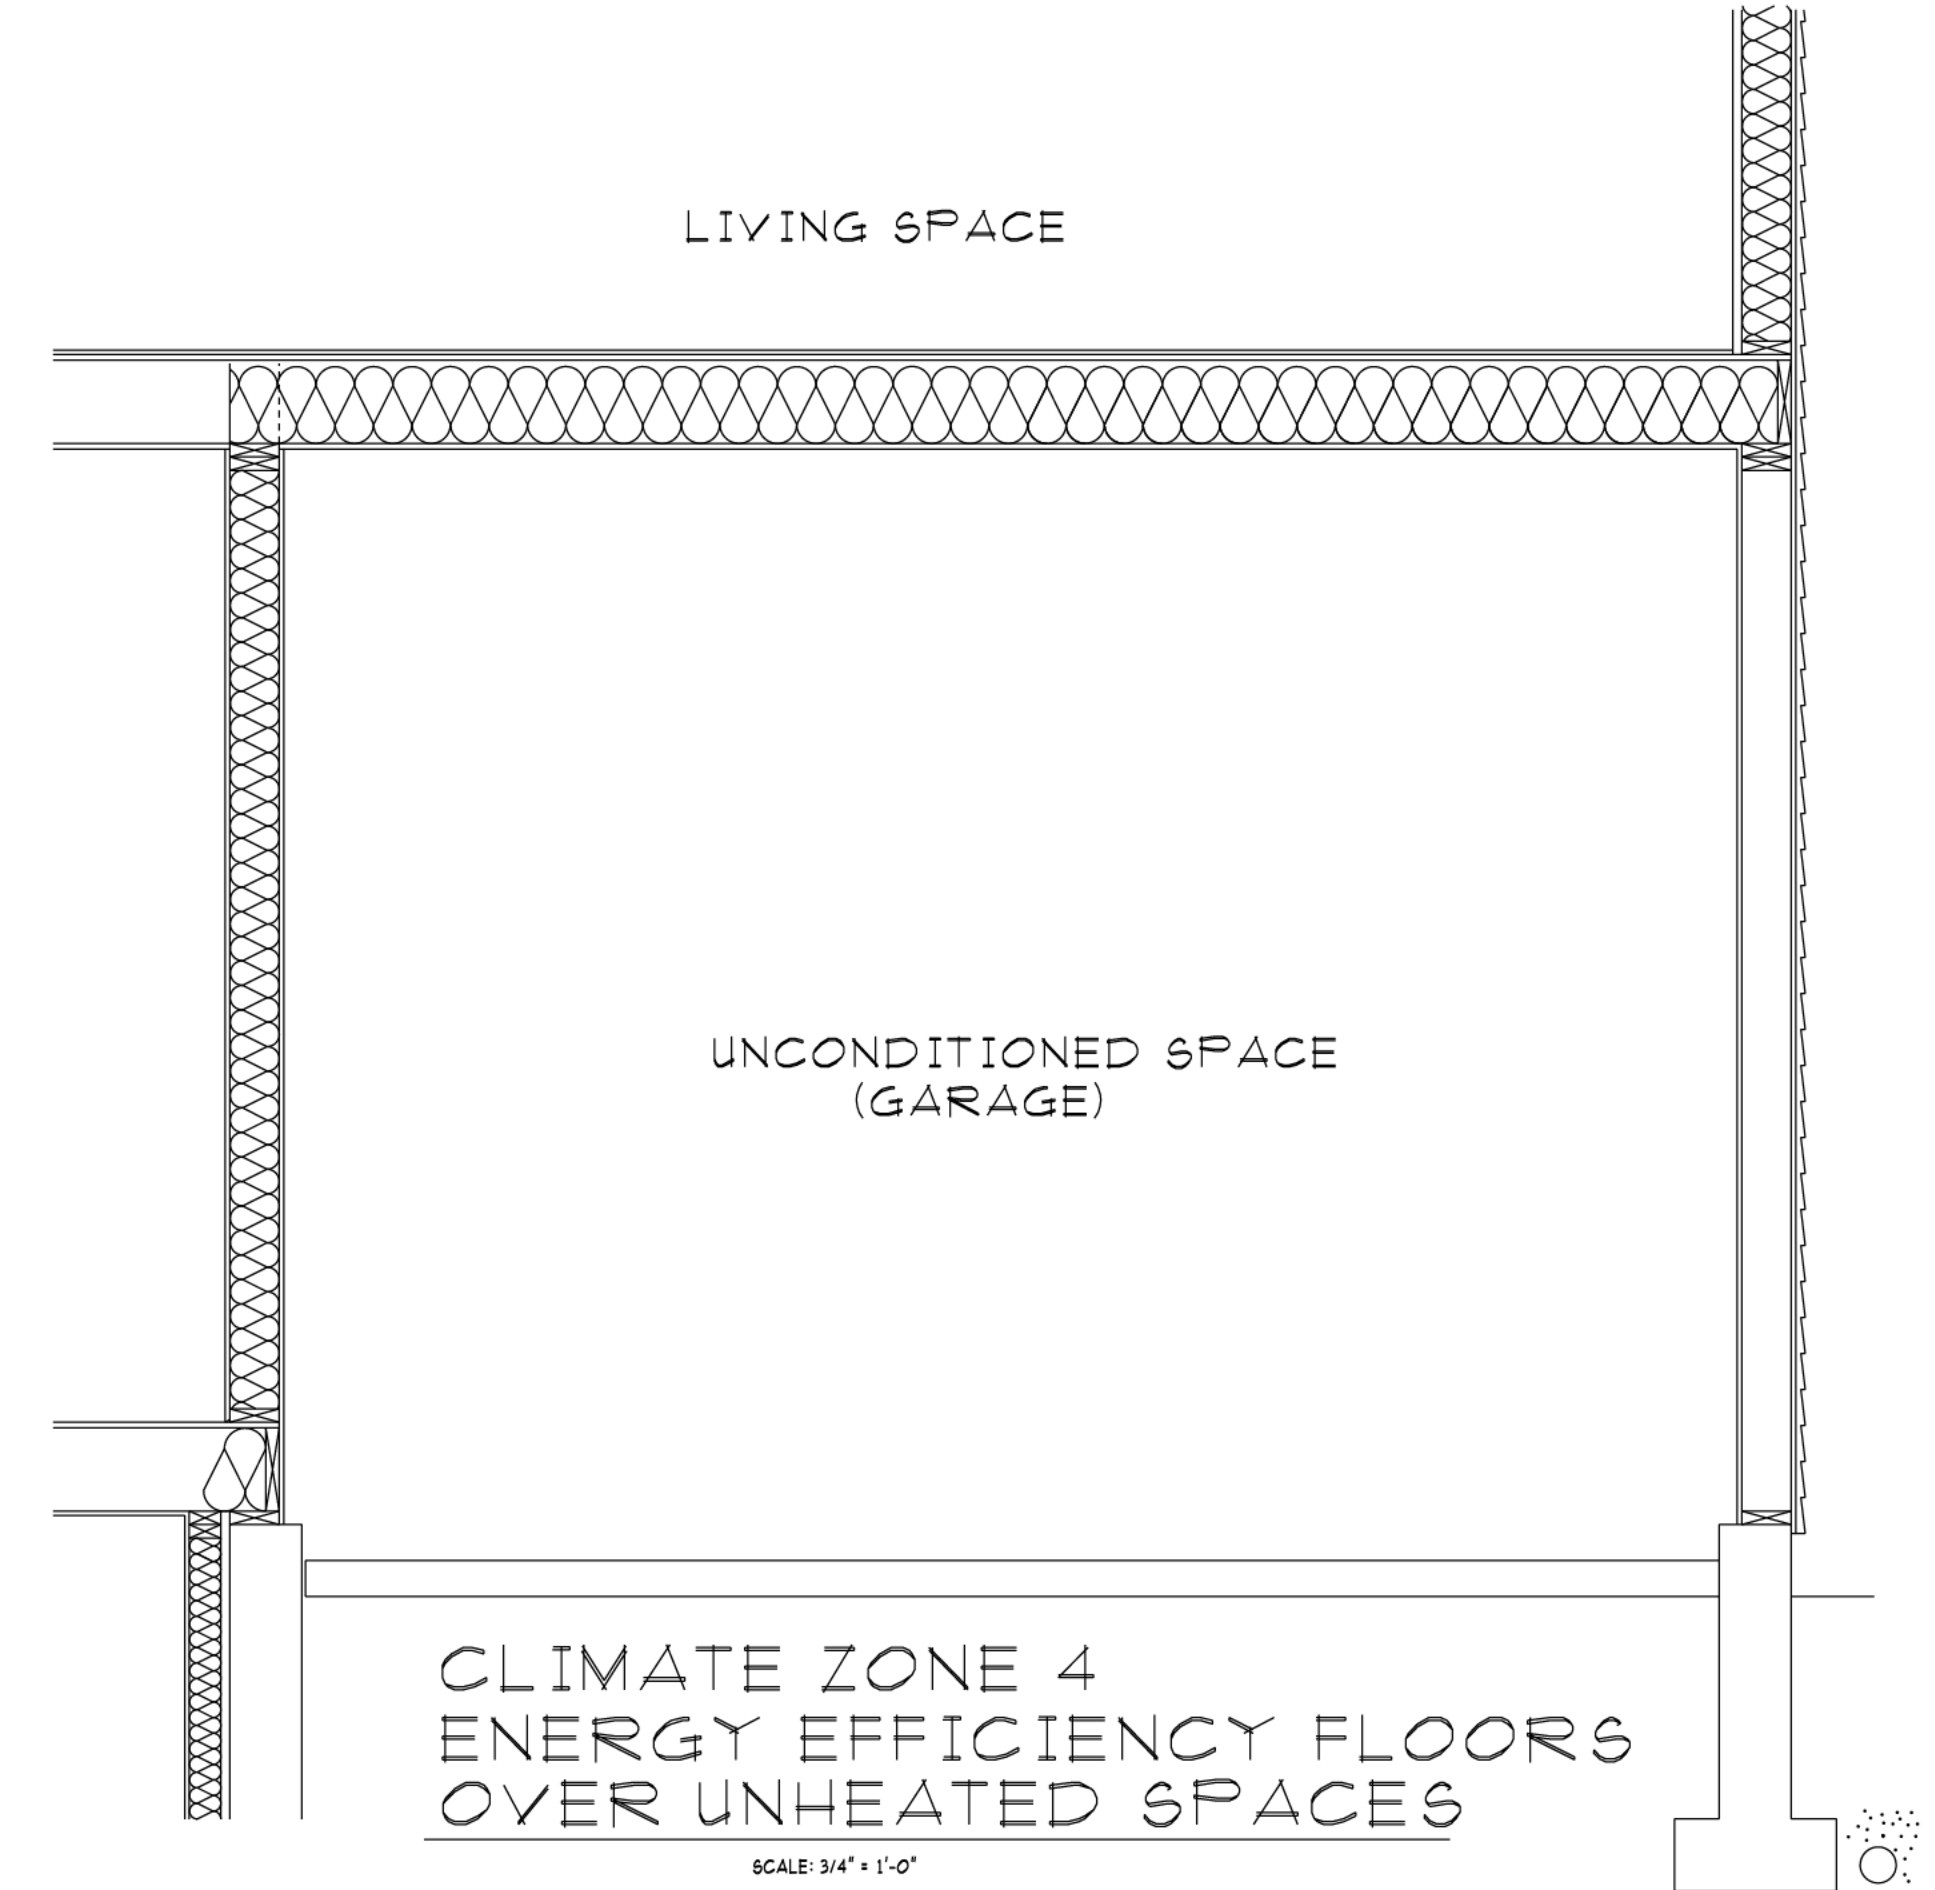 LIVING SPACE
UNCONDITIONED SPACE
(GARAGE)
CLIMATE ZONE 4
ENERGY EFFICIENCY FLOORS
OVER UNHEATED SPACES
SCALE: 3/4" = 1'-0"